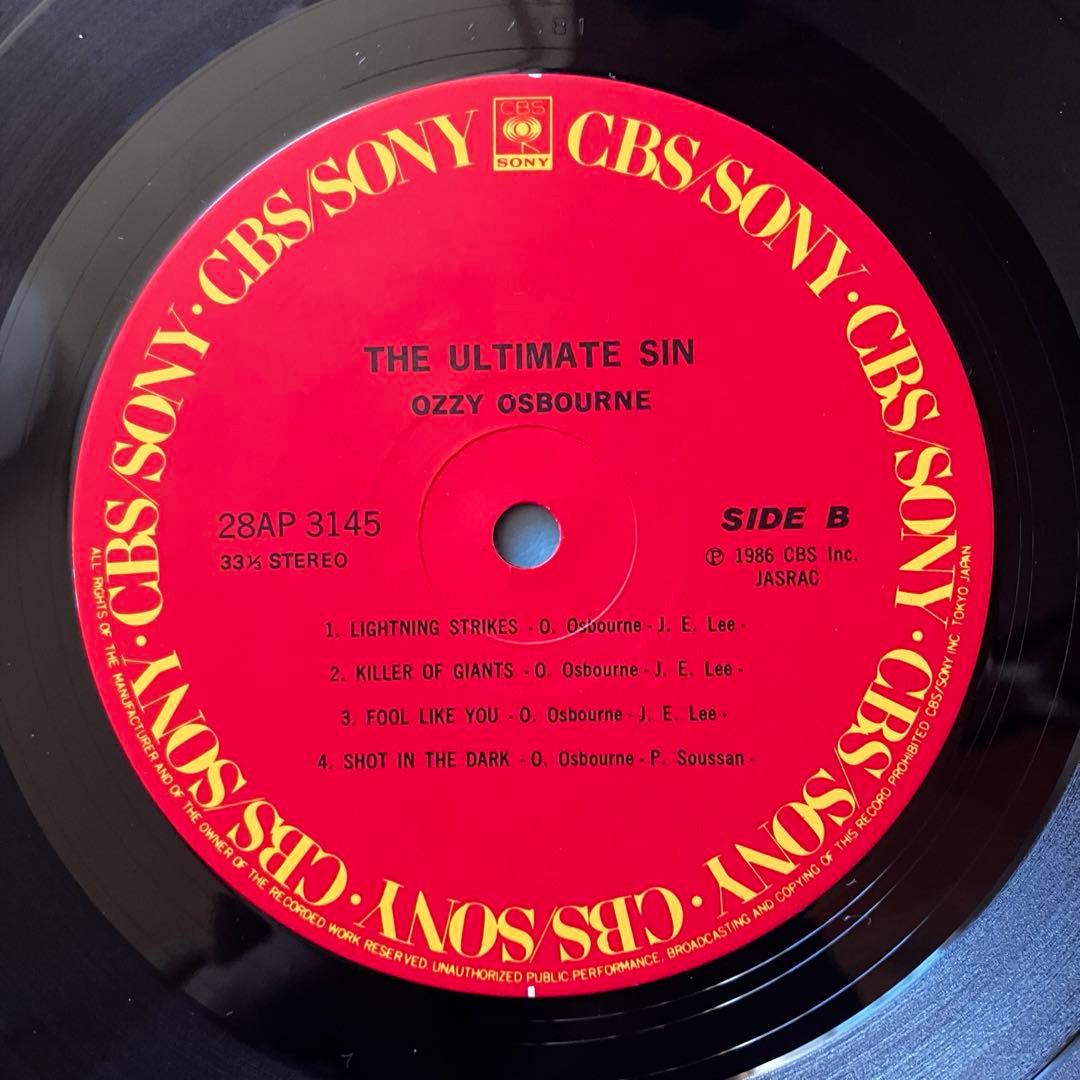 CBS
SONY
CBS/SONY · CBS/SONY · CBS/SONY · CBS/SONY · CBS/SONY · CBS/SONY · CBS/SONY · CBS/SONY
THE ULTIMATE SIN
OZZY OSBOURNE
28AP 3145
33⅓ STEREO
SIDE B
Ⓟ 1986 CBS Inc.
JASRAC
1. LIGHTNING STRIKES - O. Osbourne - J. E. Lee -
2. KILLER OF GIANTS - O. Osbourne - J. E. Lee -
3. FOOL LIKE YOU - O. Osbourne - J. E. Lee -
4. SHOT IN THE DARK - O. Osbourne - P. Soussan -
ALL RIGHTS OF THE MANUFACTURER AND OF THE OWNER OF THE RECORDED WORK RESERVED. UNAUTHORIZED PUBLIC PERFORMANCE, BROADCASTING AND COPYING OF THIS RECORD PROHIBITED CBS/SONY INC. TOKYO JAPAN